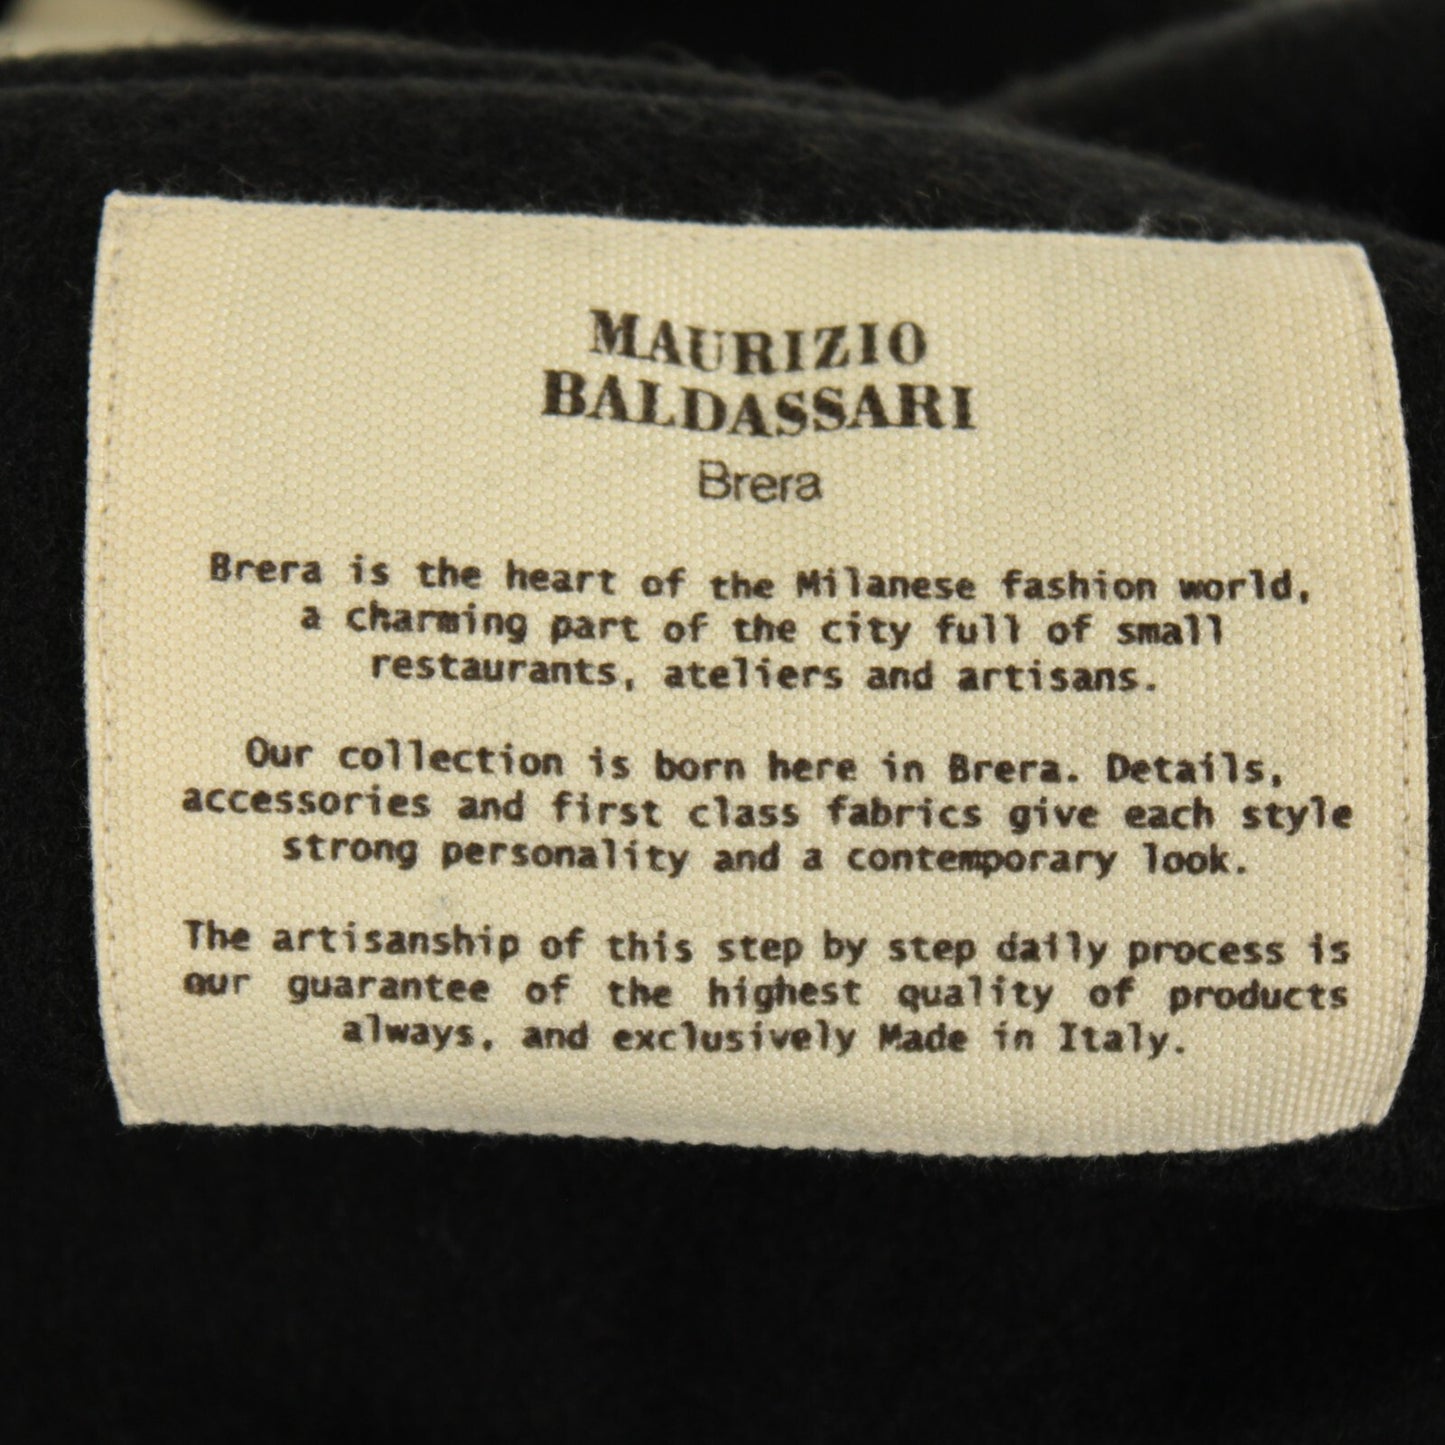 MAURIZIO
BALDASSARI
Brera
Brera is the heart of the Milanese fashion world,
a charming part of the city full of small
restaurants, ateliers and artisans.
Our collection is born here in Brera. Details,
accessories and first class fabrics give each style
strong personality and a contemporary look.
The artisanship of this step by step daily process is
our guarantee of the highest quality of products
always, and exclusively Made in Italy.